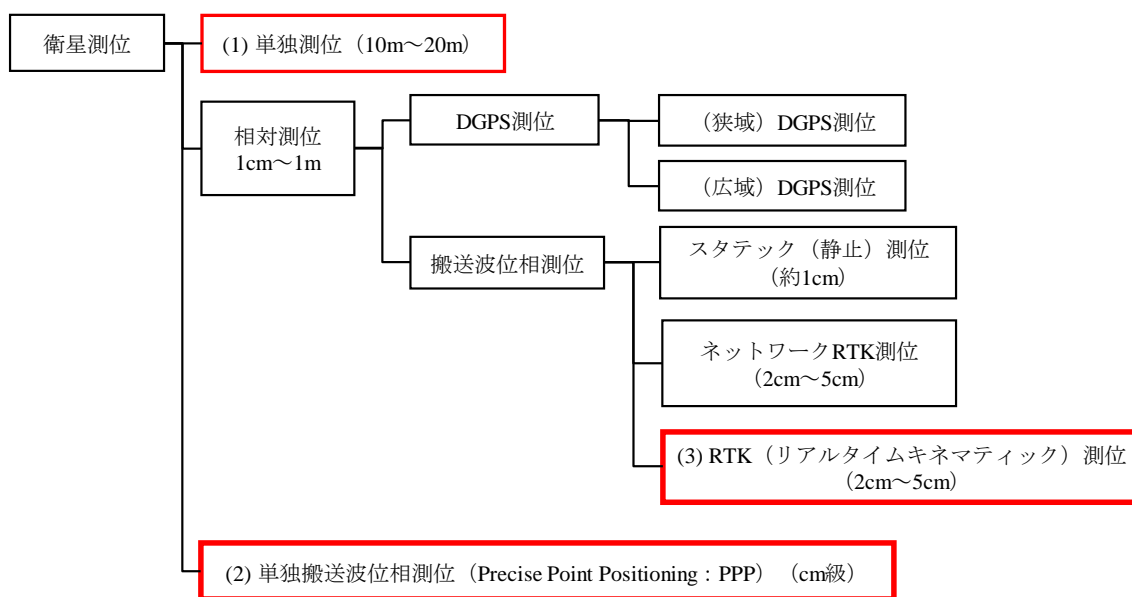 衛星測位
(1) 単独測位（10m～20m）
相対測位
1cm～1m
DGPS測位
（狭域）DGPS測位
（広域）DGPS測位
搬送波位相測位
スタテック（静止）測位
（約1cm）
ネットワークRTK測位
（2cm～5cm）
(3) RTK（リアルタイムキネマティック）測位
（2cm～5cm）
(2) 単独搬送波位相測位（Precise Point Positioning：PPP）（cm級）